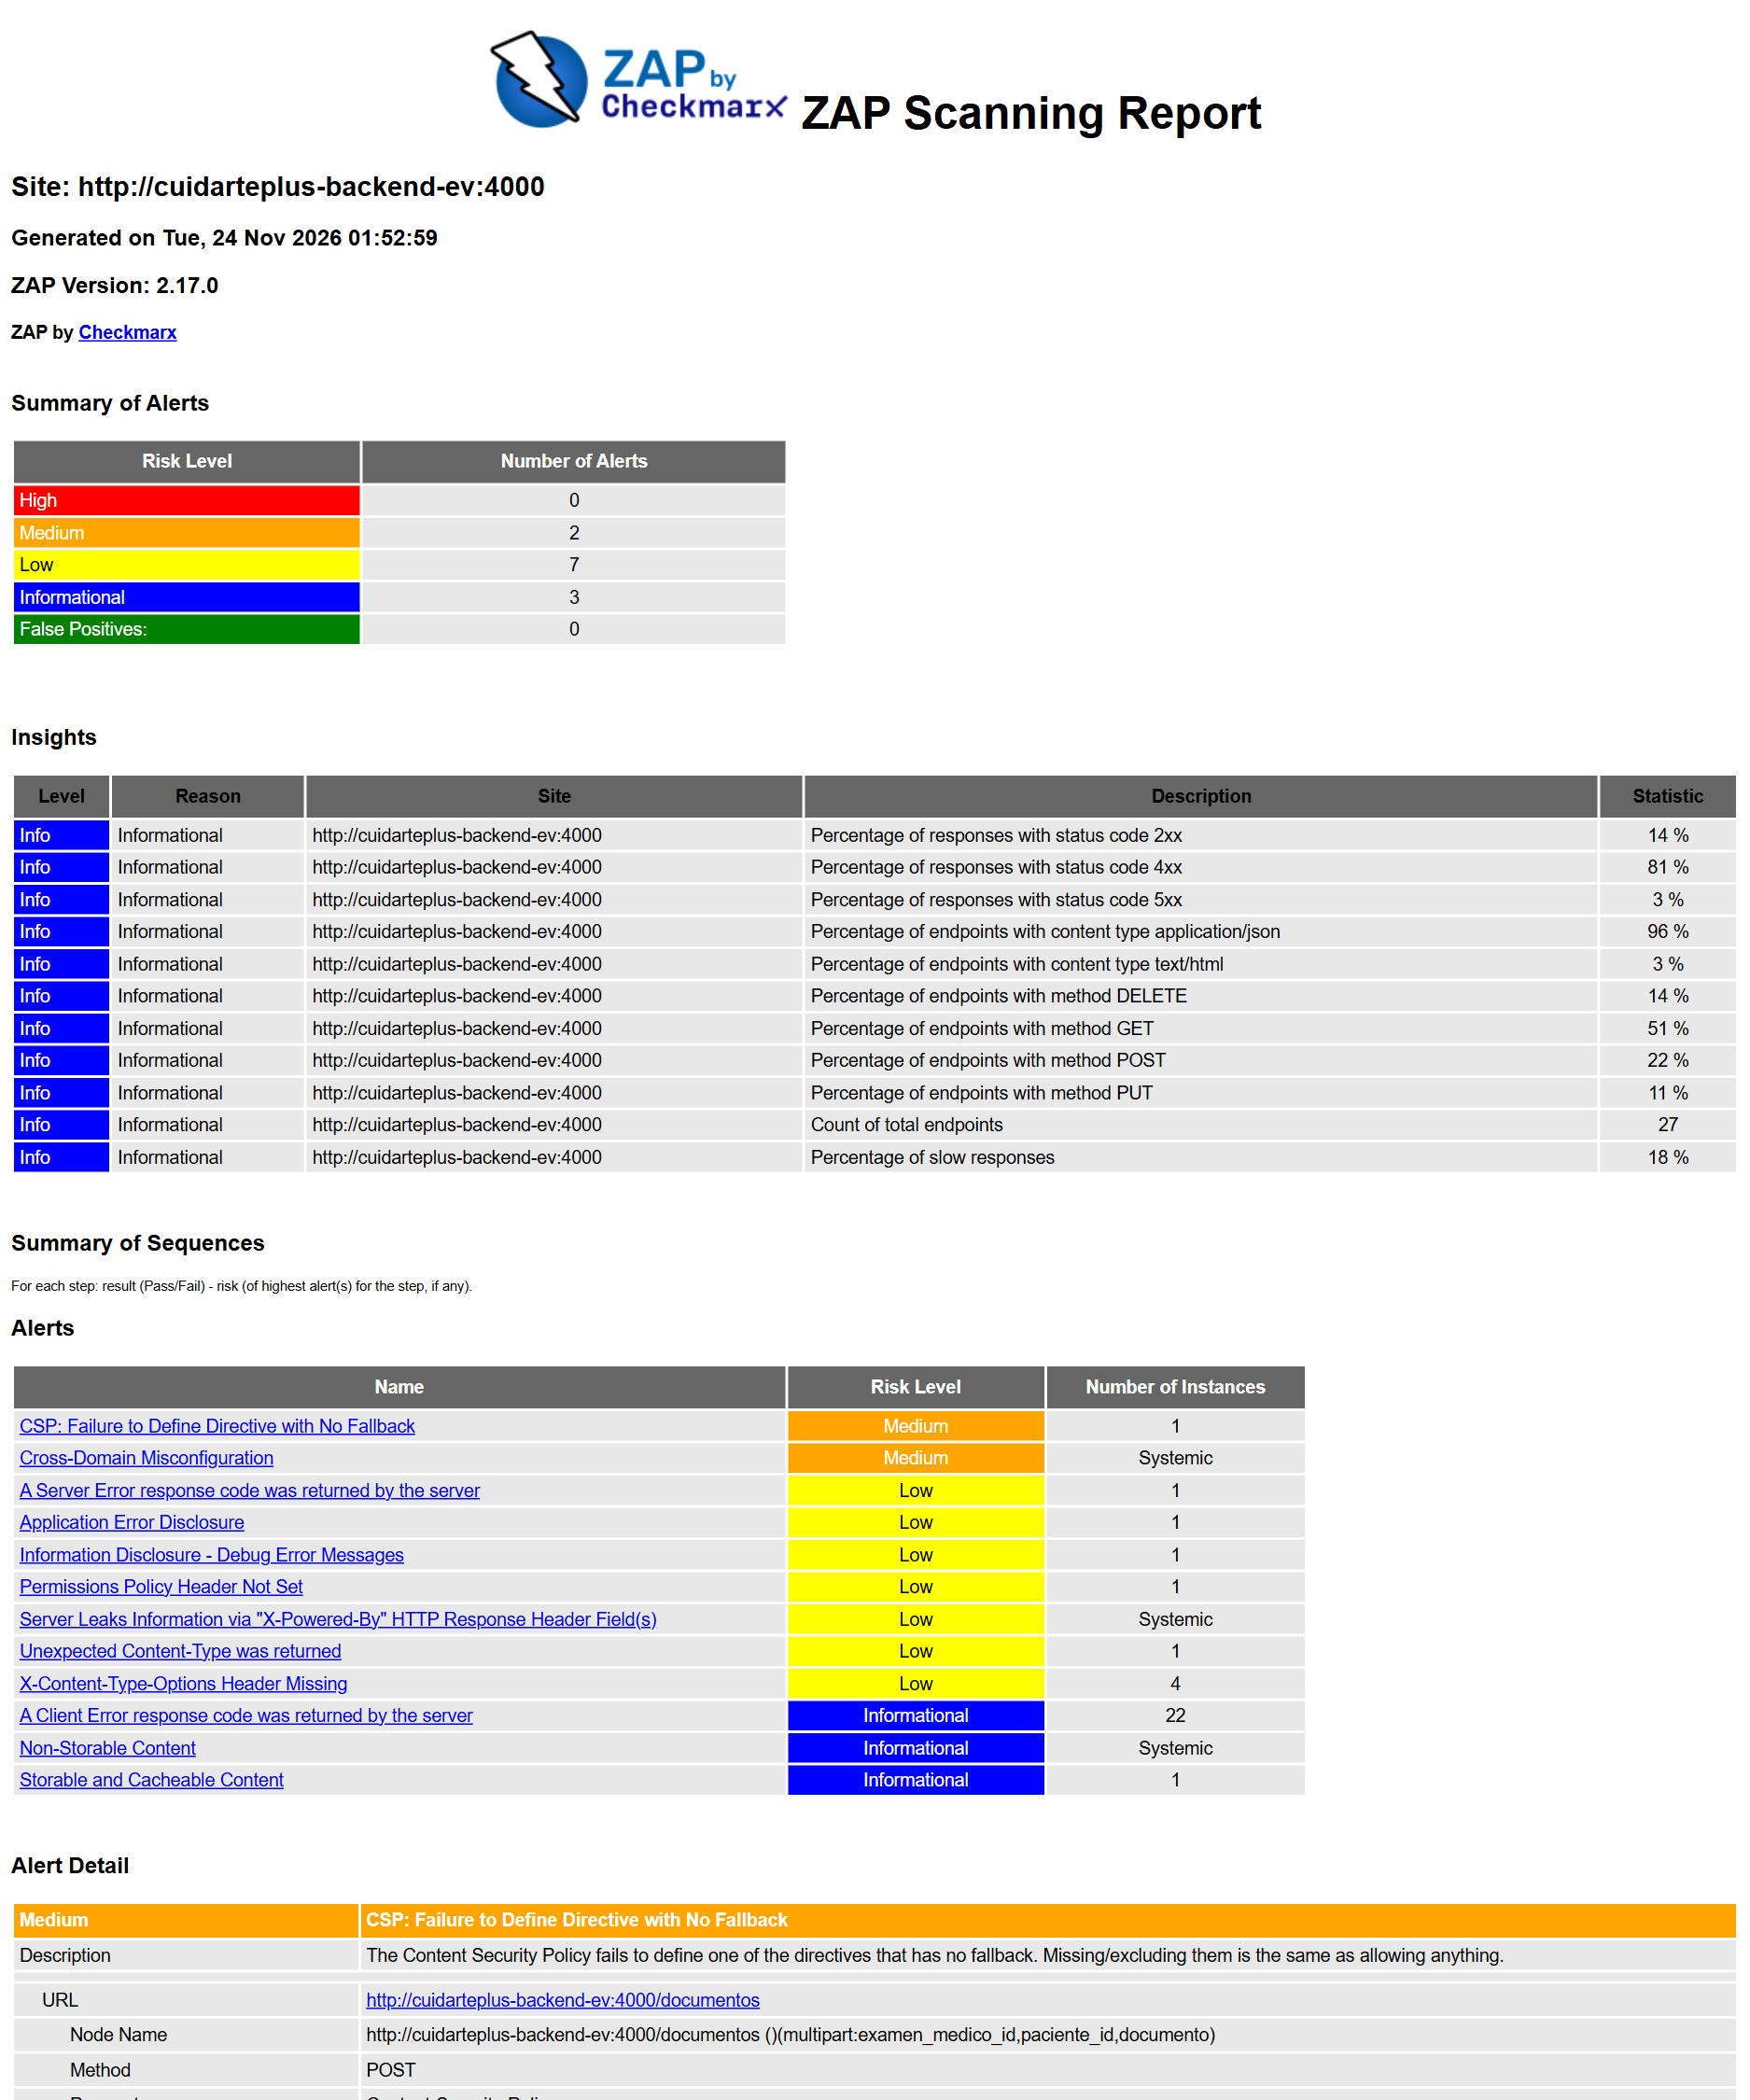 ZAP by
Checkmarx ZAP Scanning Report
Site: http://cuidarteplus-backend-ev:4000
Generated on Tue, 24 Nov 2026 01:52:59
ZAP Version: 2.17.0
ZAP by Checkmarx
Summary of Alerts
Risk Level Number of Alerts
High 0
Medium 2
Low 7
Informational 3
False Positives: 0
Insights
Level Reason Site Description Statistic
Info Informational http://cuidarteplus-backend-ev:4000 Percentage of responses with status code 2xx 14 %
Info Informational http://cuidarteplus-backend-ev:4000 Percentage of responses with status code 4xx 81 %
Info Informational http://cuidarteplus-backend-ev:4000 Percentage of responses with status code 5xx 3 %
Info Informational http://cuidarteplus-backend-ev:4000 Percentage of endpoints with content type application/json 96 %
Info Informational http://cuidarteplus-backend-ev:4000 Percentage of endpoints with content type text/html 3 %
Info Informational http://cuidarteplus-backend-ev:4000 Percentage of endpoints with method DELETE 14 %
Info Informational http://cuidarteplus-backend-ev:4000 Percentage of endpoints with method GET 51 %
Info Informational http://cuidarteplus-backend-ev:4000 Percentage of endpoints with method POST 22 %
Info Informational http://cuidarteplus-backend-ev:4000 Percentage of endpoints with method PUT 11 %
Info Informational http://cuidarteplus-backend-ev:4000 Count of total endpoints 27
Info Informational http://cuidarteplus-backend-ev:4000 Percentage of slow responses 18 %
Summary of Sequences
For each step: result (Pass/Fail) - risk (of highest alert(s) for the step, if any).
Alerts
Name Risk Level Number of Instances
CSP: Failure to Define Directive with No Fallback Medium 1
Cross-Domain Misconfiguration Medium Systemic
A Server Error response code was returned by the server Low 1
Application Error Disclosure Low 1
Information Disclosure - Debug Error Messages Low 1
Permissions Policy Header Not Set Low 1
Server Leaks Information via "X-Powered-By" HTTP Response Header Field(s) Low Systemic
Unexpected Content-Type was returned Low 1
X-Content-Type-Options Header Missing Low 4
A Client Error response code was returned by the server Informational 22
Non-Storable Content Informational Systemic
Storable and Cacheable Content Informational 1
Alert Detail
Medium CSP: Failure to Define Directive with No Fallback
Description The Content Security Policy fails to define one of the directives that has no fallback. Missing/excluding them is the same as allowing anything.
URL http://cuidarteplus-backend-ev:4000/documentos
Node Name http://cuidarteplus-backend-ev:4000/documentos ()(multipart:examen_medico_id,paciente_id,documento)
Method POST